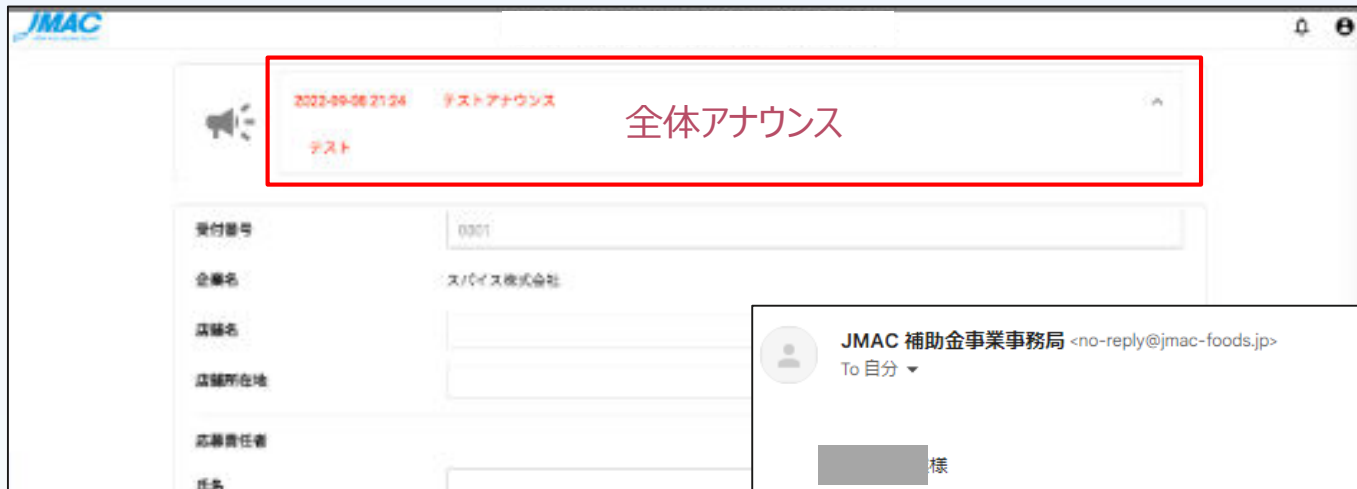 JMAC
2022-09-08 21:24 テストアナウンス
テスト
全体アナウンス
受付番号 0301
企業名 スパイス株式会社
店舗名
店舗所在地
応募責任者
氏名
JMAC 補助金事業事務局 <no-reply@jmac-foods.jp>
To 自分
様